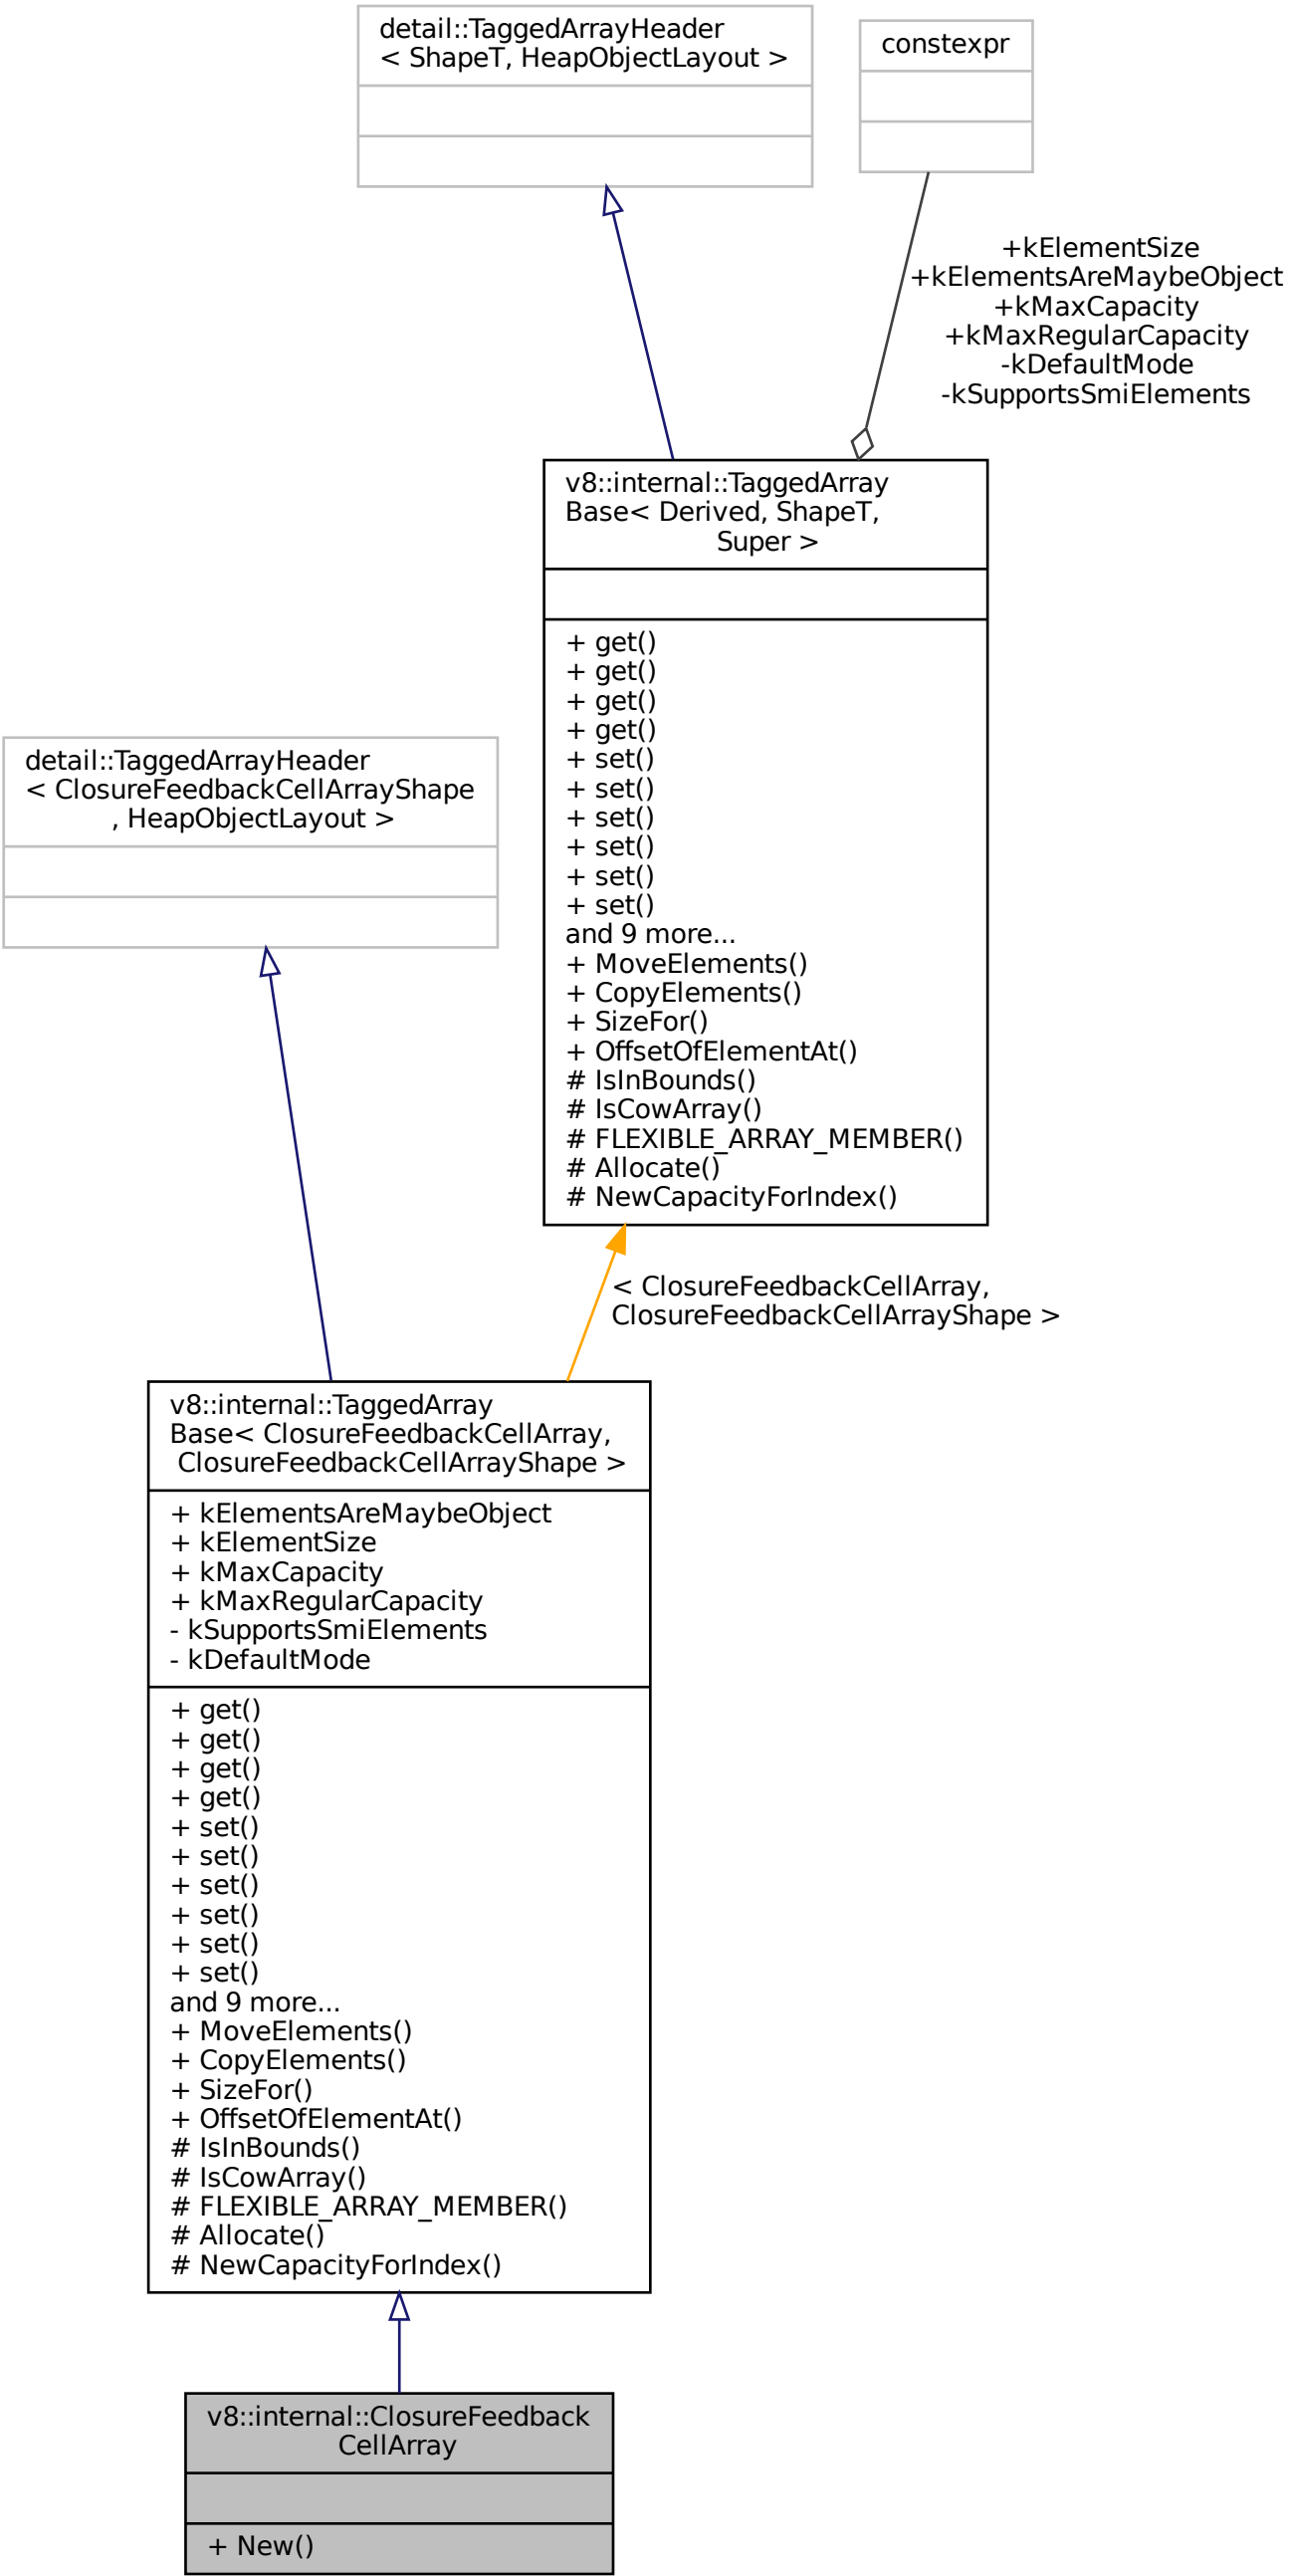 detail::TaggedArrayHeader
< ShapeT, HeapObjectLayout >
constexpr
+kElementSize
+kElementsAreMaybeObject
+kMaxCapacity
+kMaxRegularCapacity
-kDefaultMode
-kSupportsSmiElements
v8::internal::TaggedArray
Base< Derived, ShapeT,
Super >
+ get()
+ get()
+ get()
+ get()
+ set()
+ set()
+ set()
+ set()
+ set()
+ set()
and 9 more...
+ MoveElements()
+ CopyElements()
+ SizeFor()
+ OffsetOfElementAt()
# IsInBounds()
# IsCowArray()
# FLEXIBLE_ARRAY_MEMBER()
# Allocate()
# NewCapacityForIndex()
detail::TaggedArrayHeader
< ClosureFeedbackCellArrayShape
, HeapObjectLayout >
< ClosureFeedbackCellArray,
ClosureFeedbackCellArrayShape >
v8::internal::TaggedArray
Base< ClosureFeedbackCellArray,
ClosureFeedbackCellArrayShape >
+ kElementsAreMaybeObject
+ kElementSize
+ kMaxCapacity
+ kMaxRegularCapacity
- kSupportsSmiElements
- kDefaultMode
+ get()
+ get()
+ get()
+ get()
+ set()
+ set()
+ set()
+ set()
+ set()
+ set()
and 9 more...
+ MoveElements()
+ CopyElements()
+ SizeFor()
+ OffsetOfElementAt()
# IsInBounds()
# IsCowArray()
# FLEXIBLE_ARRAY_MEMBER()
# Allocate()
# NewCapacityForIndex()
v8::internal::ClosureFeedback
CellArray
+ New()